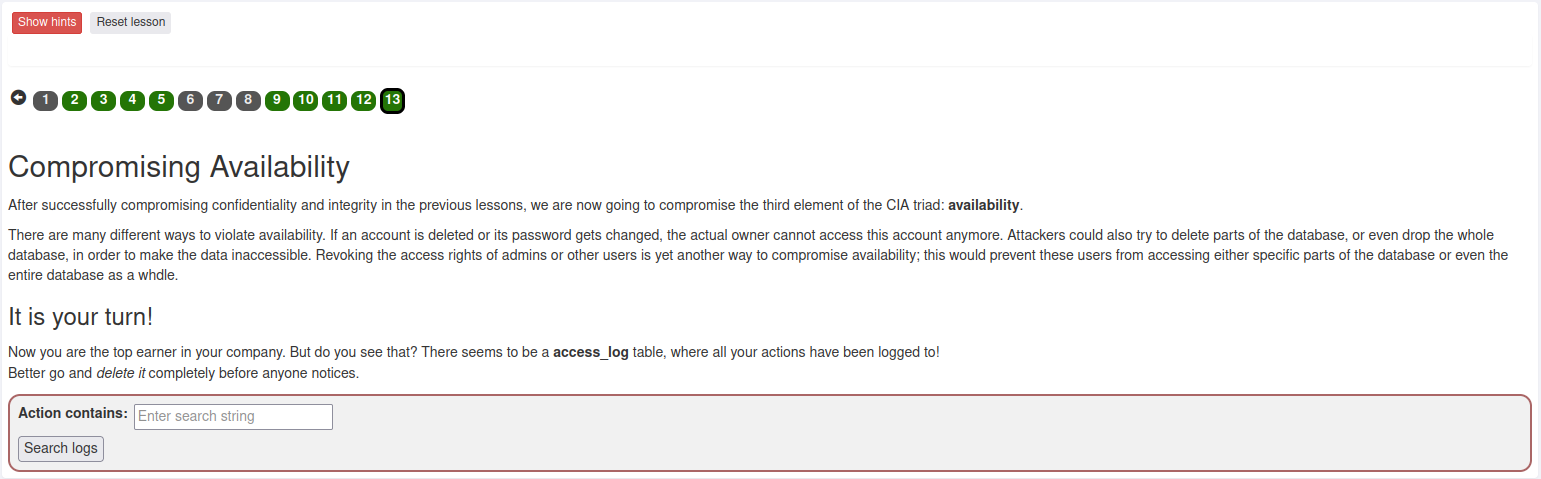 Show hints Reset lesson
1 2 3 4 5 6 7 8 9 10 11 12 13
Compromising Availability
After successfully compromising confidentiality and integrity in the previous lessons, we are now going to compromise the third element of the CIA triad: availability.
There are many different ways to violate availability. If an account is deleted or its password gets changed, the actual owner cannot access this account anymore. Attackers could also try to delete parts of the database, or even drop the whole
database, in order to make the data inaccessible. Revoking the access rights of admins or other users is yet another way to compromise availability; this would prevent these users from accessing either specific parts of the database or even the
entire database as a whdle.
It is your turn!
Now you are the top earner in your company. But do you see that? There seems to be a access_log table, where all your actions have been logged to!
Better go and delete it completely before anyone notices.
Action contains: Enter search string
Search logs